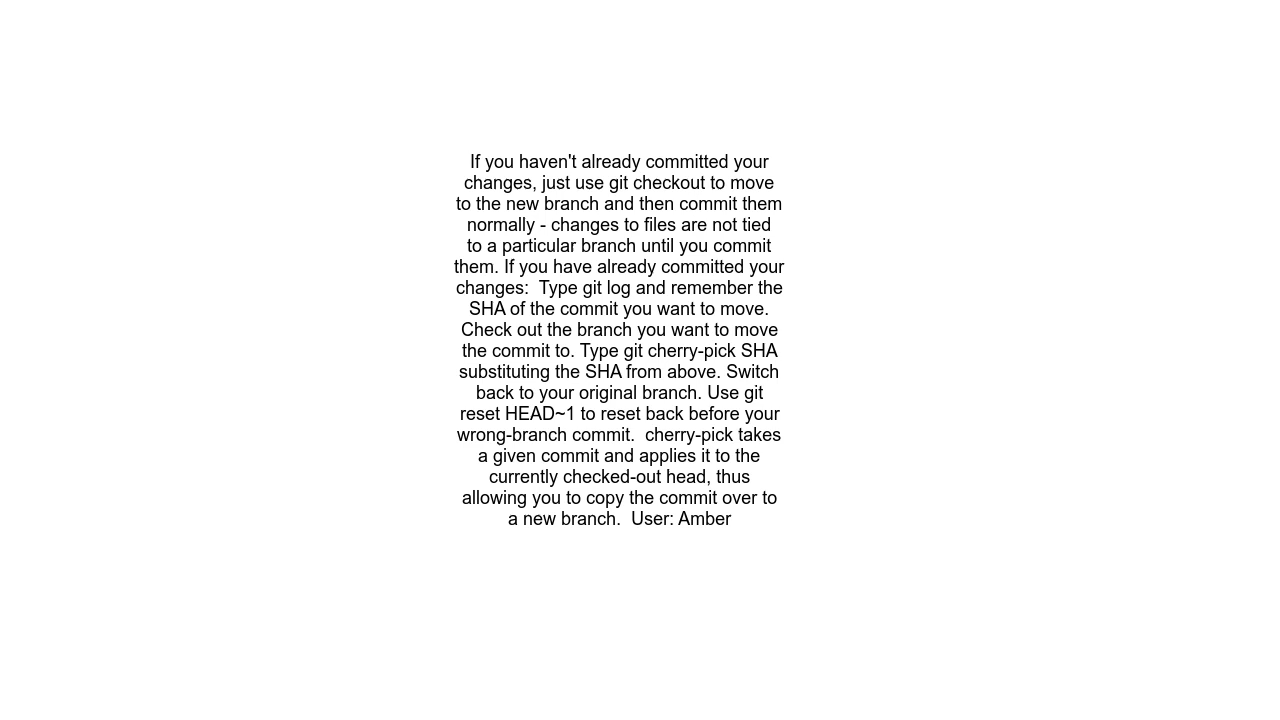 If you haven't already committed your
changes, just use git checkout to move
to the new branch and then commit them
normally - changes to files are not tied
to a particular branch until you commit
them. If you have already committed your
changes:  Type git log and remember the
SHA of the commit you want to move.
Check out the branch you want to move
the commit to. Type git cherry-pick SHA
substituting the SHA from above. Switch
back to your original branch. Use git
reset HEAD~1 to reset back before your
wrong-branch commit.  cherry-pick takes
a given commit and applies it to the
currently checked-out head, thus
allowing you to copy the commit over to
a new branch.  User: Amber